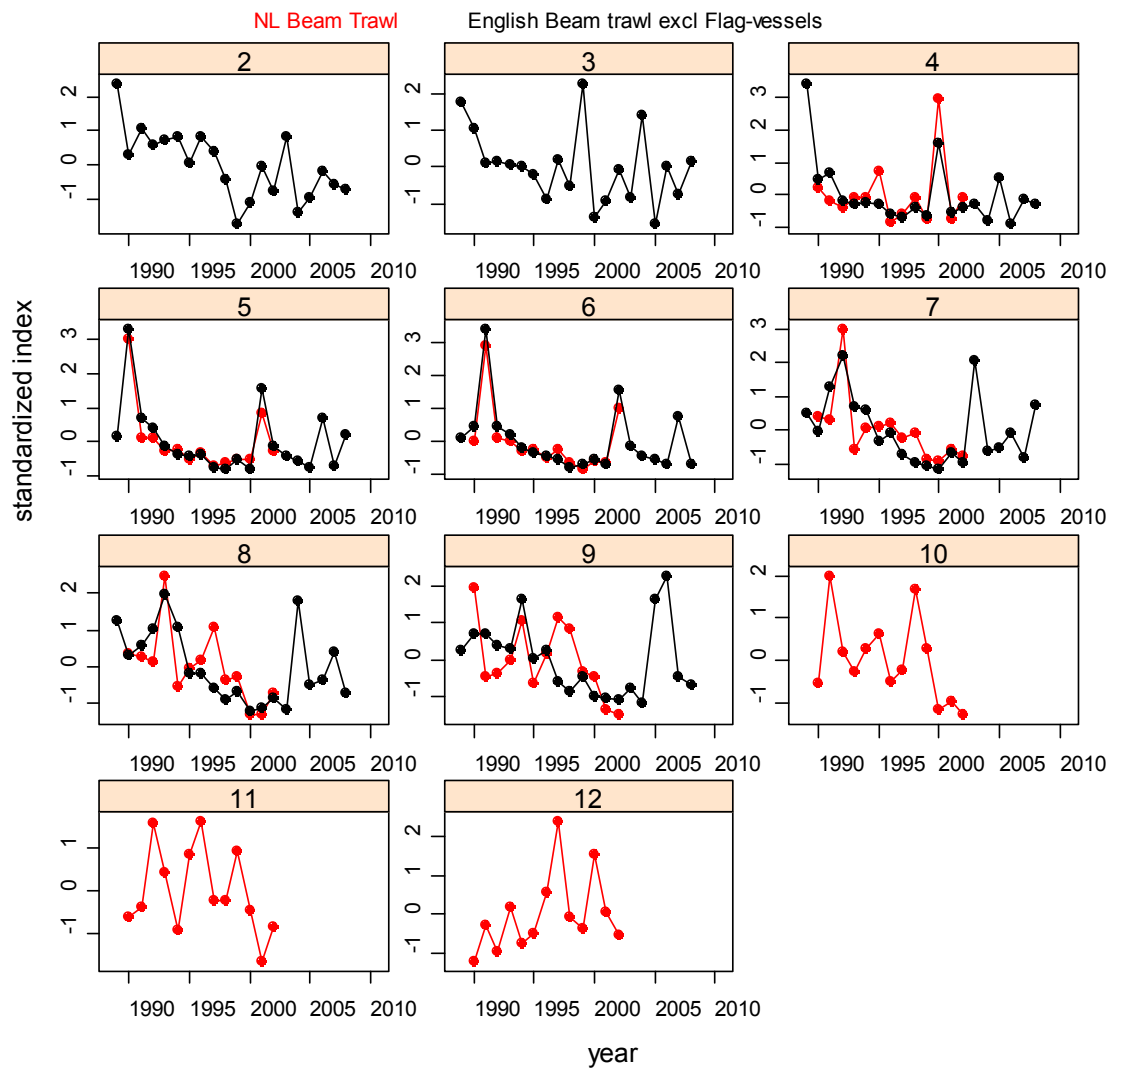 NL Beam Trawl English Beam trawl excl Flag-vessels
2 3 4
2 1 0 -1
2 1 0 -1
3 2 1 0 -1
1990 1995 2000 2005 2010 1990 1995 2000 2005 2010 1990 1995 2000 2005 2010
5 6 7
3 2 1 0 -1
3 2 1 0 -1
3 2 1 0 -1
1990 1995 2000 2005 2010 1990 1995 2000 2005 2010 1990 1995 2000 2005 2010
standardized index
8 9 10
2 1 0 -1
2 1 0 -1
2 1 0 -1
1990 1995 2000 2005 2010 1990 1995 2000 2005 2010 1990 1995 2000 2005 2010
11 12
1 0 -1
2 1 0 -1
1990 1995 2000 2005 2010 1990 1995 2000 2005 2010
year